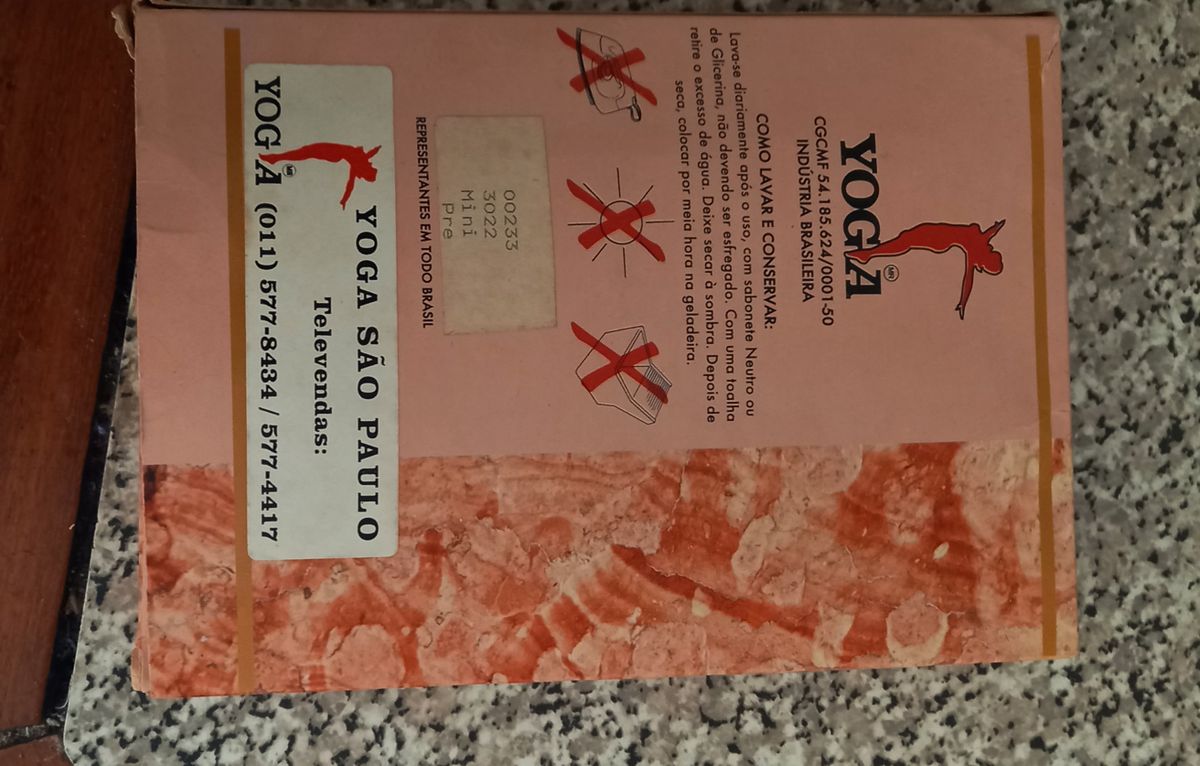 YOGA
MR
CGCMF 54.185.624/0001-50
INDÚSTRIA BRASILEIRA
COMO LAVAR E CONSERVAR:
Lava-se diariamente após o uso, com sabonete Neutro ou
de Glicerina, não devendo ser esfregado. Com uma toalha
retire o excesso de água. Deixe secar à sombra. Depois de
seca, colocar por meia hora na geladeira.
00233
3022
Mini
Pre
REPRESENTANTES EM TODO BRASIL
YOGA SÃO PAULO
Televendas:
YOGA MR (011) 577-8434 / 577-4417